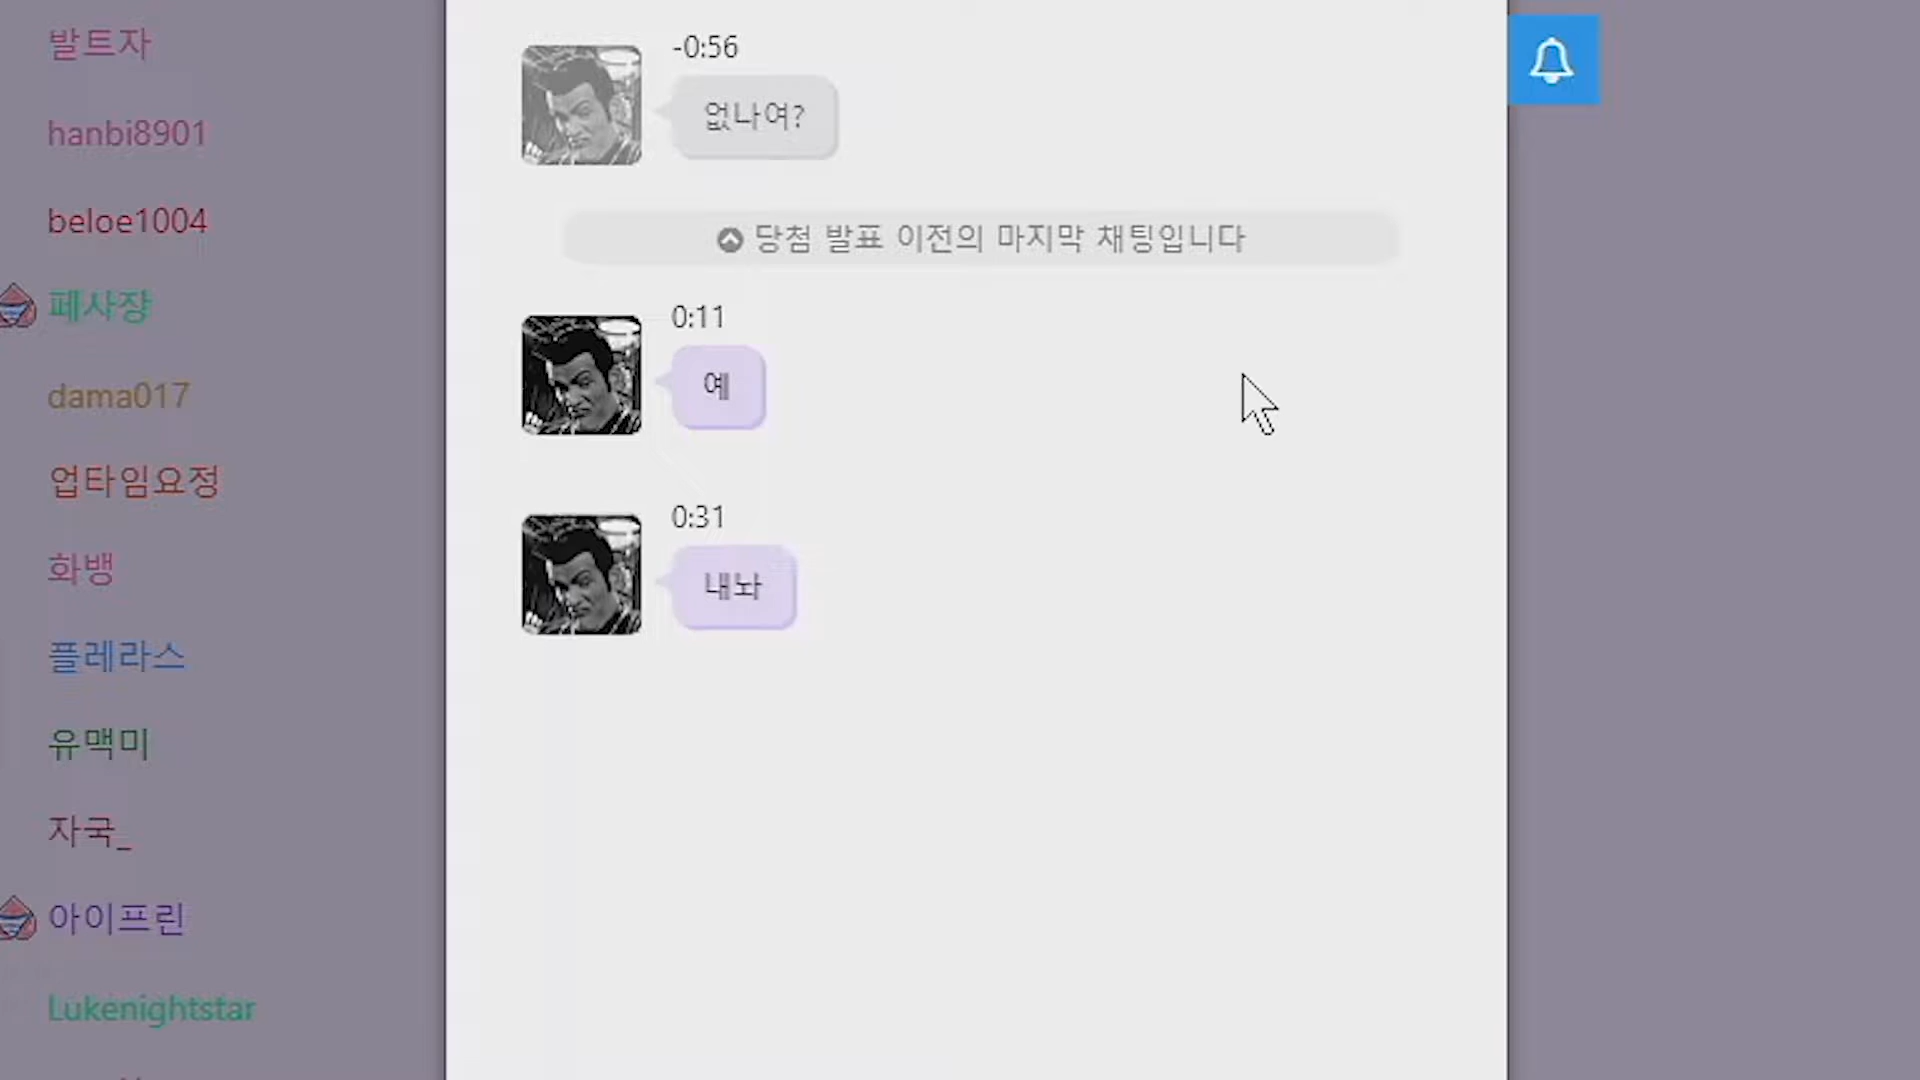 발트자
hanbi8901
beloe1004
페사장
dama017
업타임요정
화뱅
플레라스
유맥미
자국_
아이프린
Lukenightstar
-0:56
없나여?
당첨 발표 이전의 마지막 채팅입니다
0:11
예
0:31
내놔